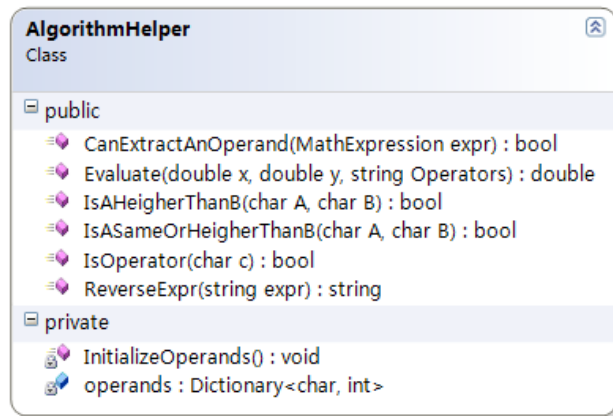 AlgorithmHelper
Class
public
CanExtractAnOperand(MathExpression expr) : bool
Evaluate(double x, double y, string Operators) : double
IsAHeigherThanB(char A, char B) : bool
IsASameOrHeigherThanB(char A, char B) : bool
IsOperator(char c) : bool
ReverseExpr(string expr) : string
private
InitializeOperands() : void
operands : Dictionary<char, int>